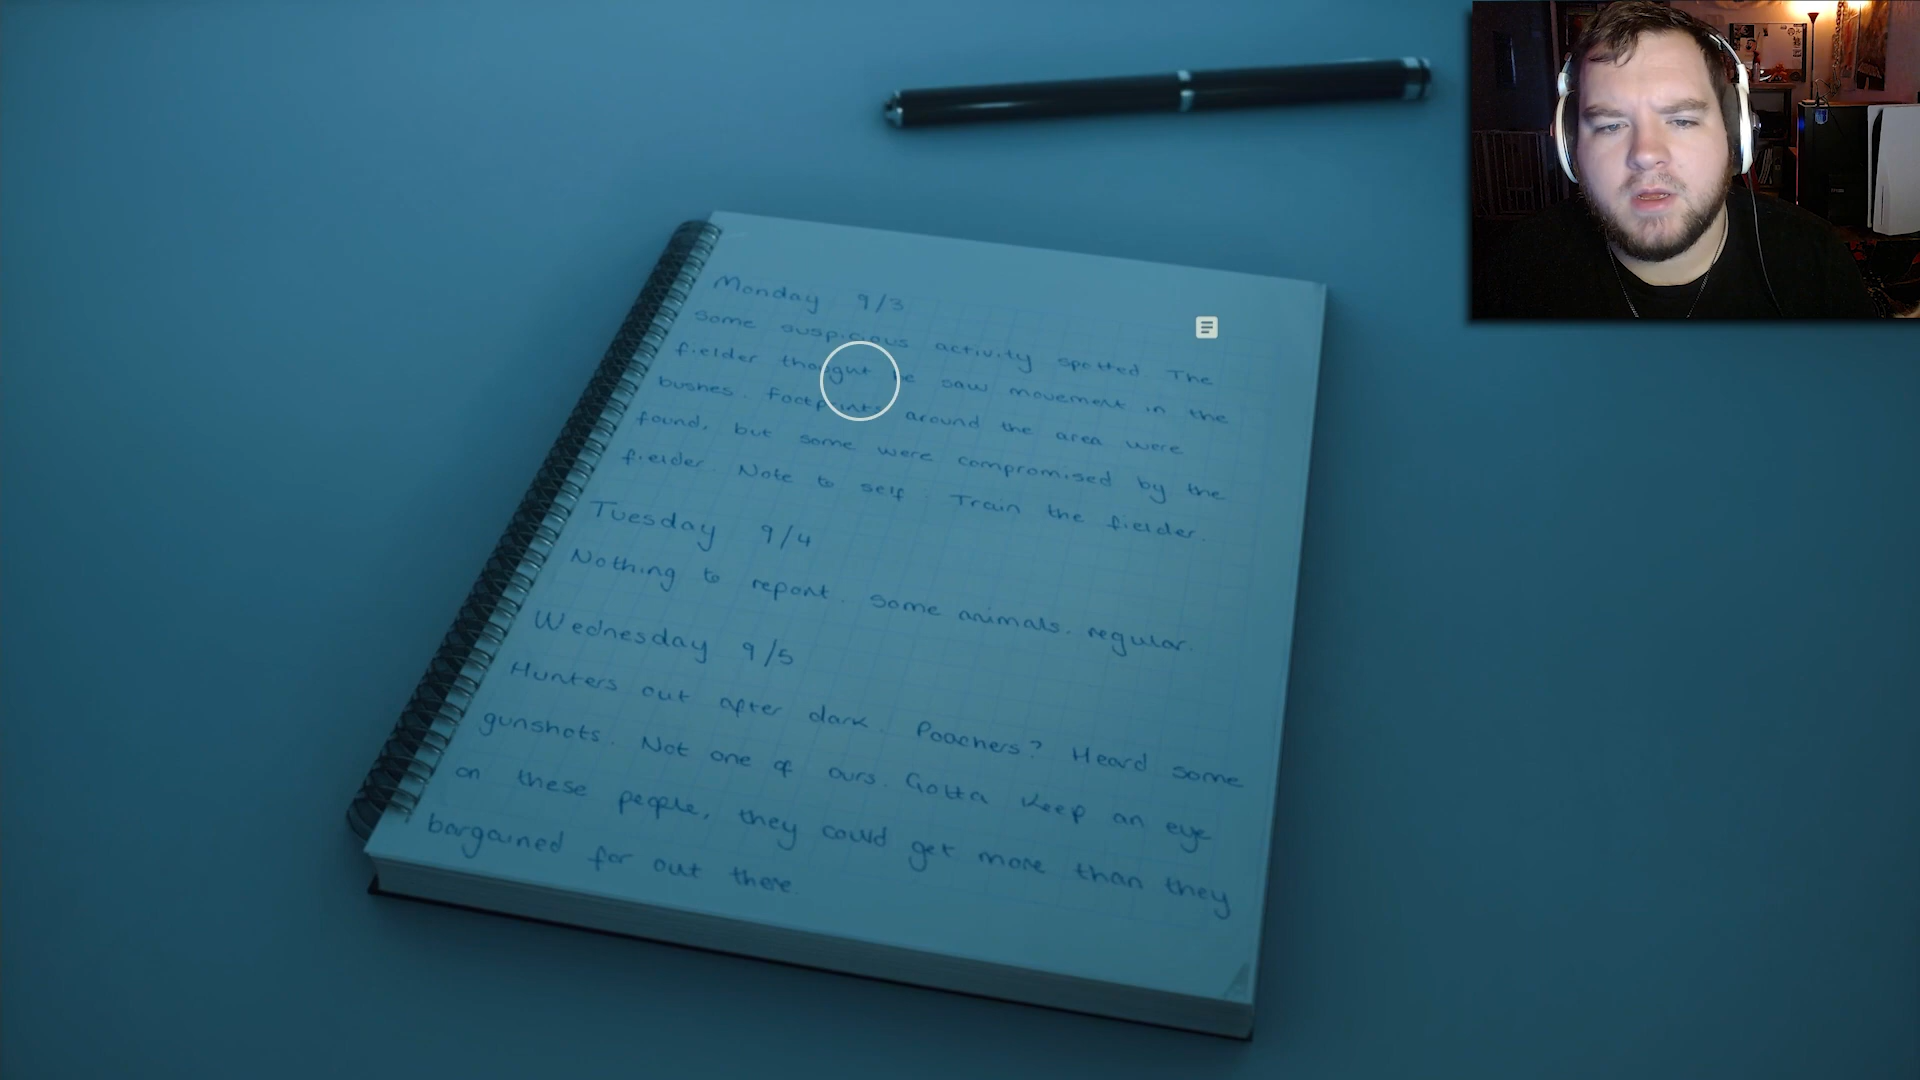 Monday 9/3
Some suspicious activity spotted The
fielder thougut he saw movement in the
bushes. Footprints around the area were
found, but some were compromised by the
fielder. Note to self. Train the fielder.
Tuesday 9/4
Nothing to report. Some animals. regular.
Wednesday 9/5
Hunters out after dark. Poachers? Heard some
gunshots. Not one of ours. Gotta keep an eye
on these people, they could get more than they
bargained for out there